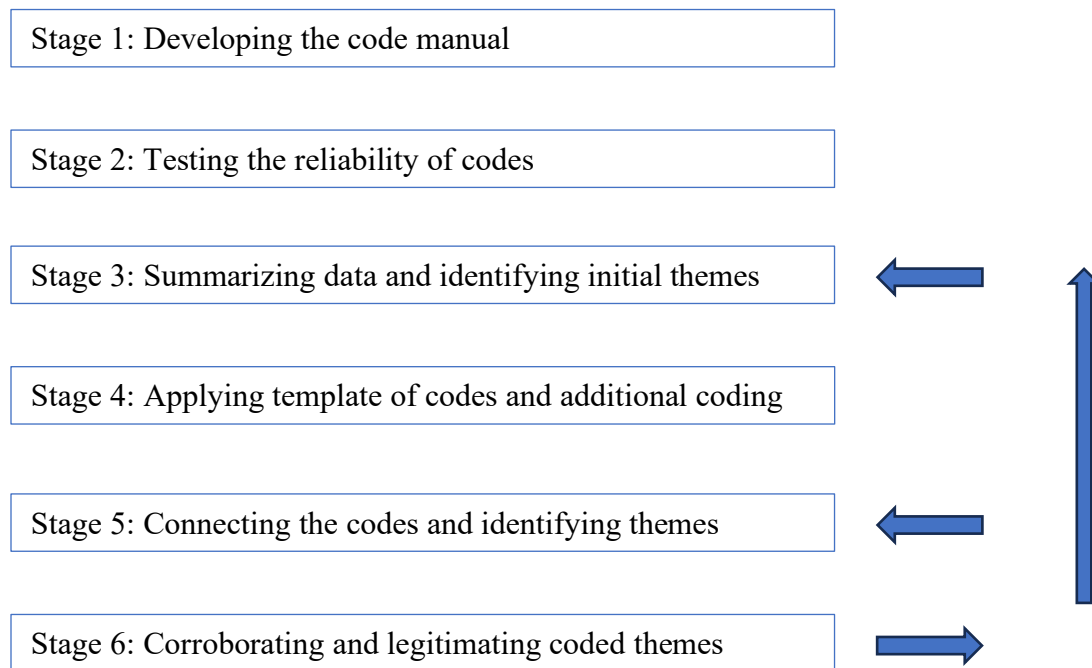 Stage 1: Developing the code manual
Stage 2: Testing the reliability of codes
Stage 3: Summarizing data and identifying initial themes
Stage 4: Applying template of codes and additional coding
Stage 5: Connecting the codes and identifying themes
Stage 6: Corroborating and legitimating coded themes